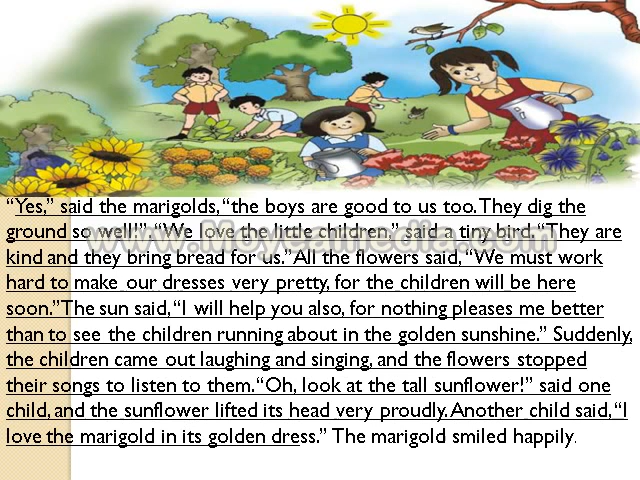 “Yes,” said the marigolds,“the boys are good to us too. They dig the
ground so well!”.“We love the little children,” said a tiny bird.“They are
kind and they bring bread for us.”All the flowers said, “We must work
hard to make our dresses very pretty, for the children will be here
soon.”The sun said,“I will help you also, for nothing pleases me better
than to see the children running about in the golden sunshine.” Suddenly,
the children came out laughing and singing, and the flowers stopped
their songs to listen to them.“Oh, look at the tall sunflower!” said one
child, and the sunflower lifted its head very proudly. Another child said,“I
love the marigold in its golden dress.” The marigold smiled happily.
www.Moyeamedia.com